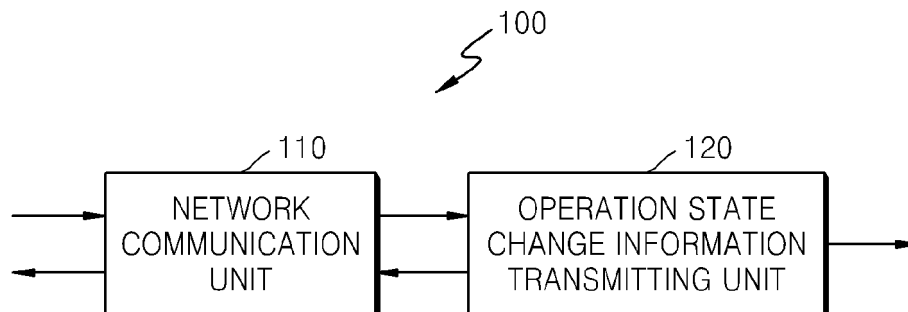 100
110
120
NETWORK
COMMUNICATION
UNIT
OPERATION STATE
CHANGE INFORMATION
TRANSMITTING UNIT